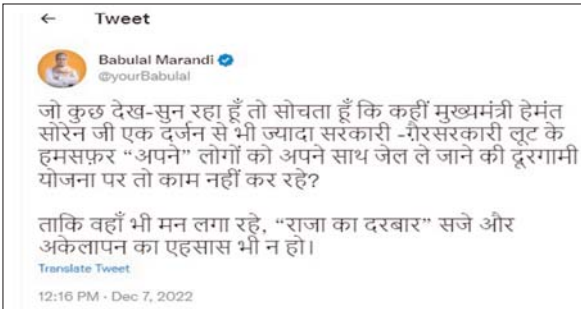 ← Tweet
Babulal Marandi
@yourBabulal
जो कुछ देख-सुन रहा हूँ तो सोचता हूँ कि कहीं मुख्यमंत्री हेमंत
सोरेन जी एक दर्जन से भी ज्यादा सरकारी -ग़ैरसरकारी लूट के
हमसफ़र “अपने” लोगों को अपने साथ जेल ले जाने की दूरगामी
योजना पर तो काम नहीं कर रहे?
ताकि वहाँ भी मन लगा रहे, “राजा का दरबार” सजे और
अकेलापन का एहसास भी न हो।
Translate Tweet
12:16 PM · Dec 7, 2022